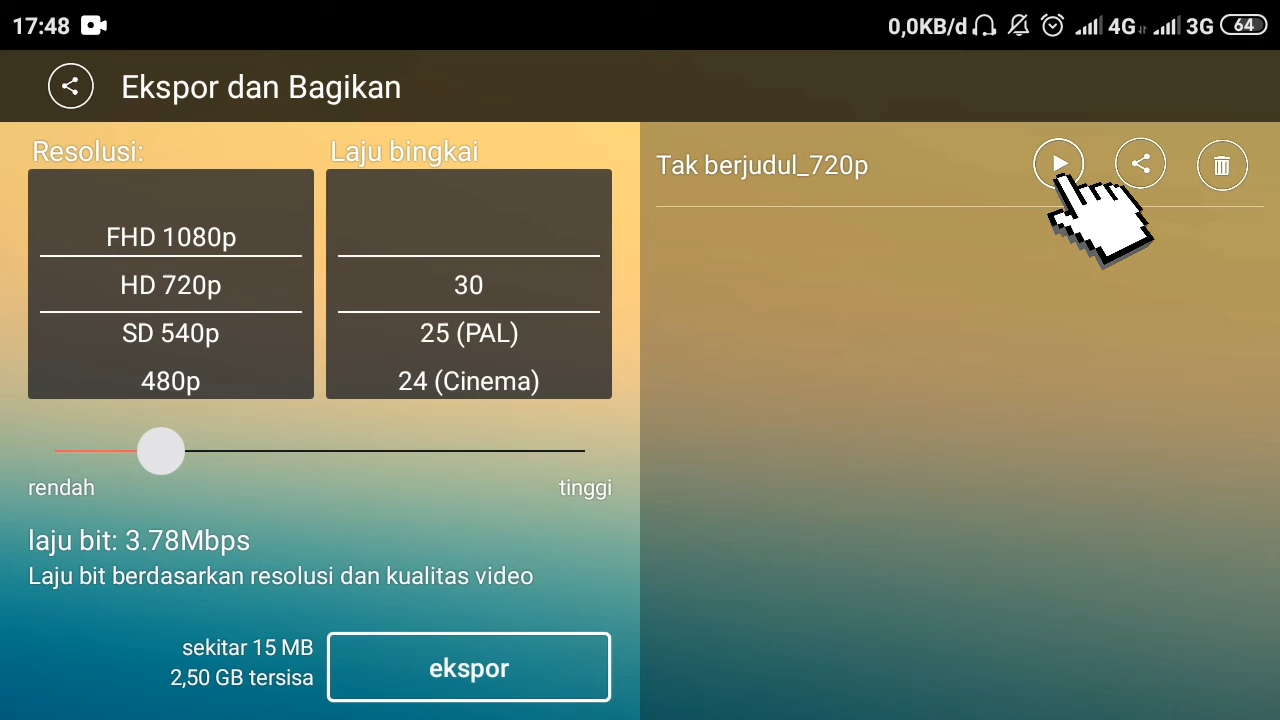 17:48
0,0KB/d 4G 3G 64
Ekspor dan Bagikan
Resolusi:
FHD 1080p
HD 720p
SD 540p
480p
Laju bingkai
30
25 (PAL)
24 (Cinema)
rendah
tinggi
laju bit: 3.78Mbps
Laju bit berdasarkan resolusi dan kualitas video
sekitar 15 MB
2,50 GB tersisa
ekspor
Tak berjudul_720p